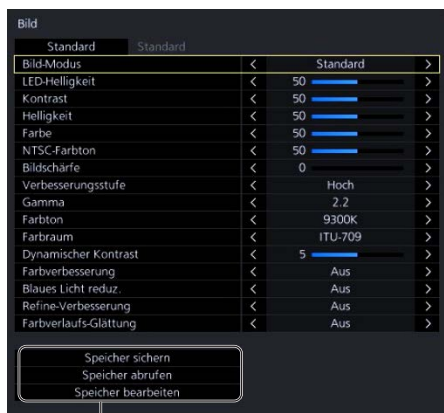 Bild
Standard Standard
Bild-Modus < Standard >
LED-Helligkeit < 50 >
Kontrast < 50 >
Helligkeit < 50 >
Farbe < 50 >
NTSC-Farbton < 50 >
Bildschärfe < 0 >
Verbesserungsstufe < Hoch >
Gamma < 2.2 >
Farbton < 9300K >
Farbraum < ITU-709 >
Dynamischer Kontrast < 5 >
Farbverbesserung < Aus >
Blaues Licht reduz. < Aus >
Refine-Verbesserung < Aus >
Farbverlaufs-Glättung < Aus >
Speicher sichern
Speicher abrufen
Speicher bearbeiten